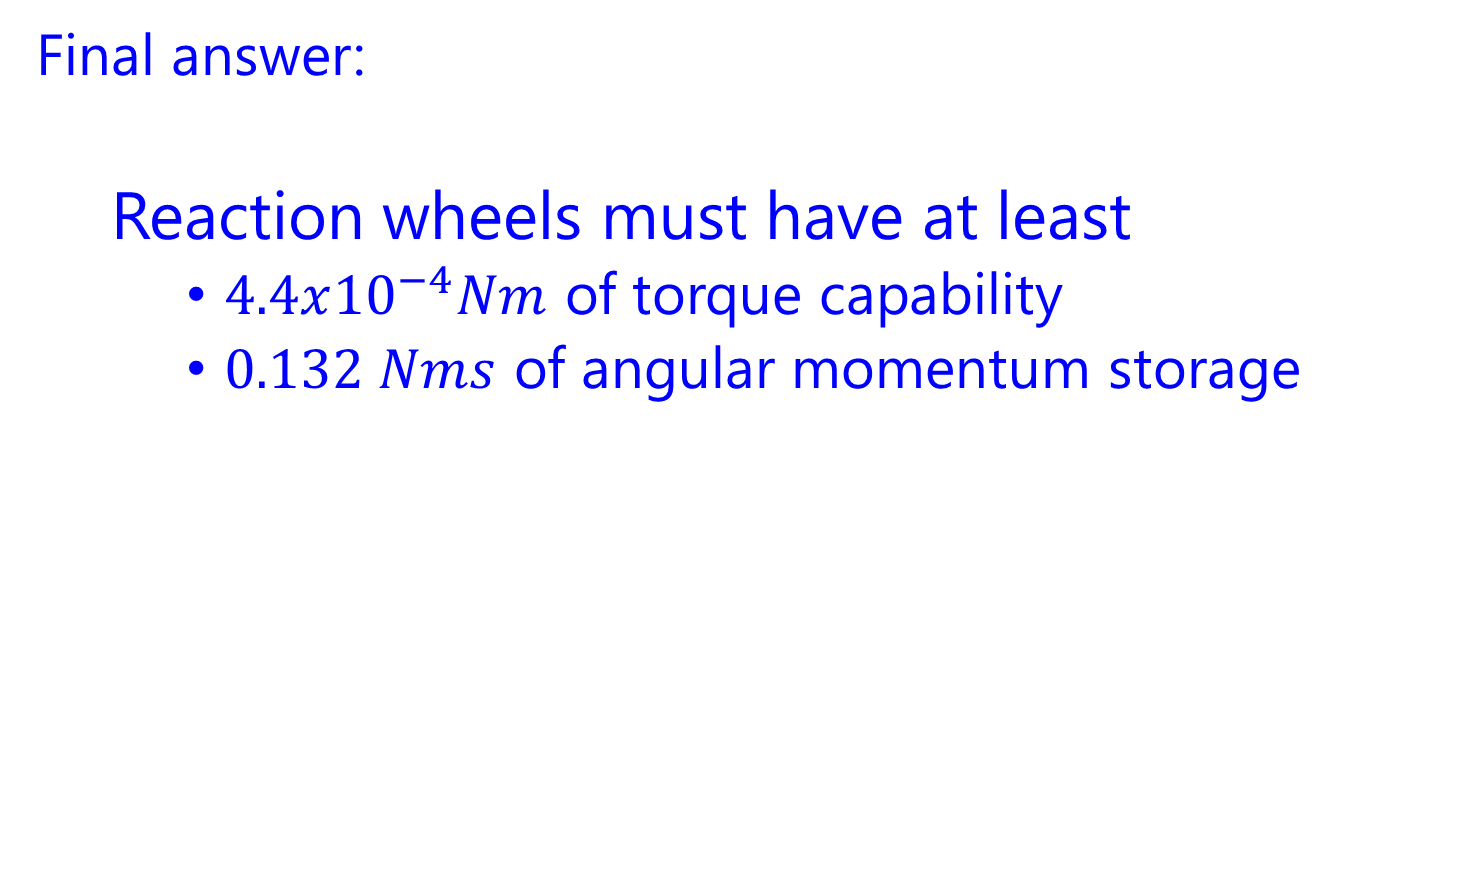 Final answer:
Reaction wheels must have at least
• 4.4x10⁻⁴Nm of torque capability
• 0.132 Nms of angular momentum storage